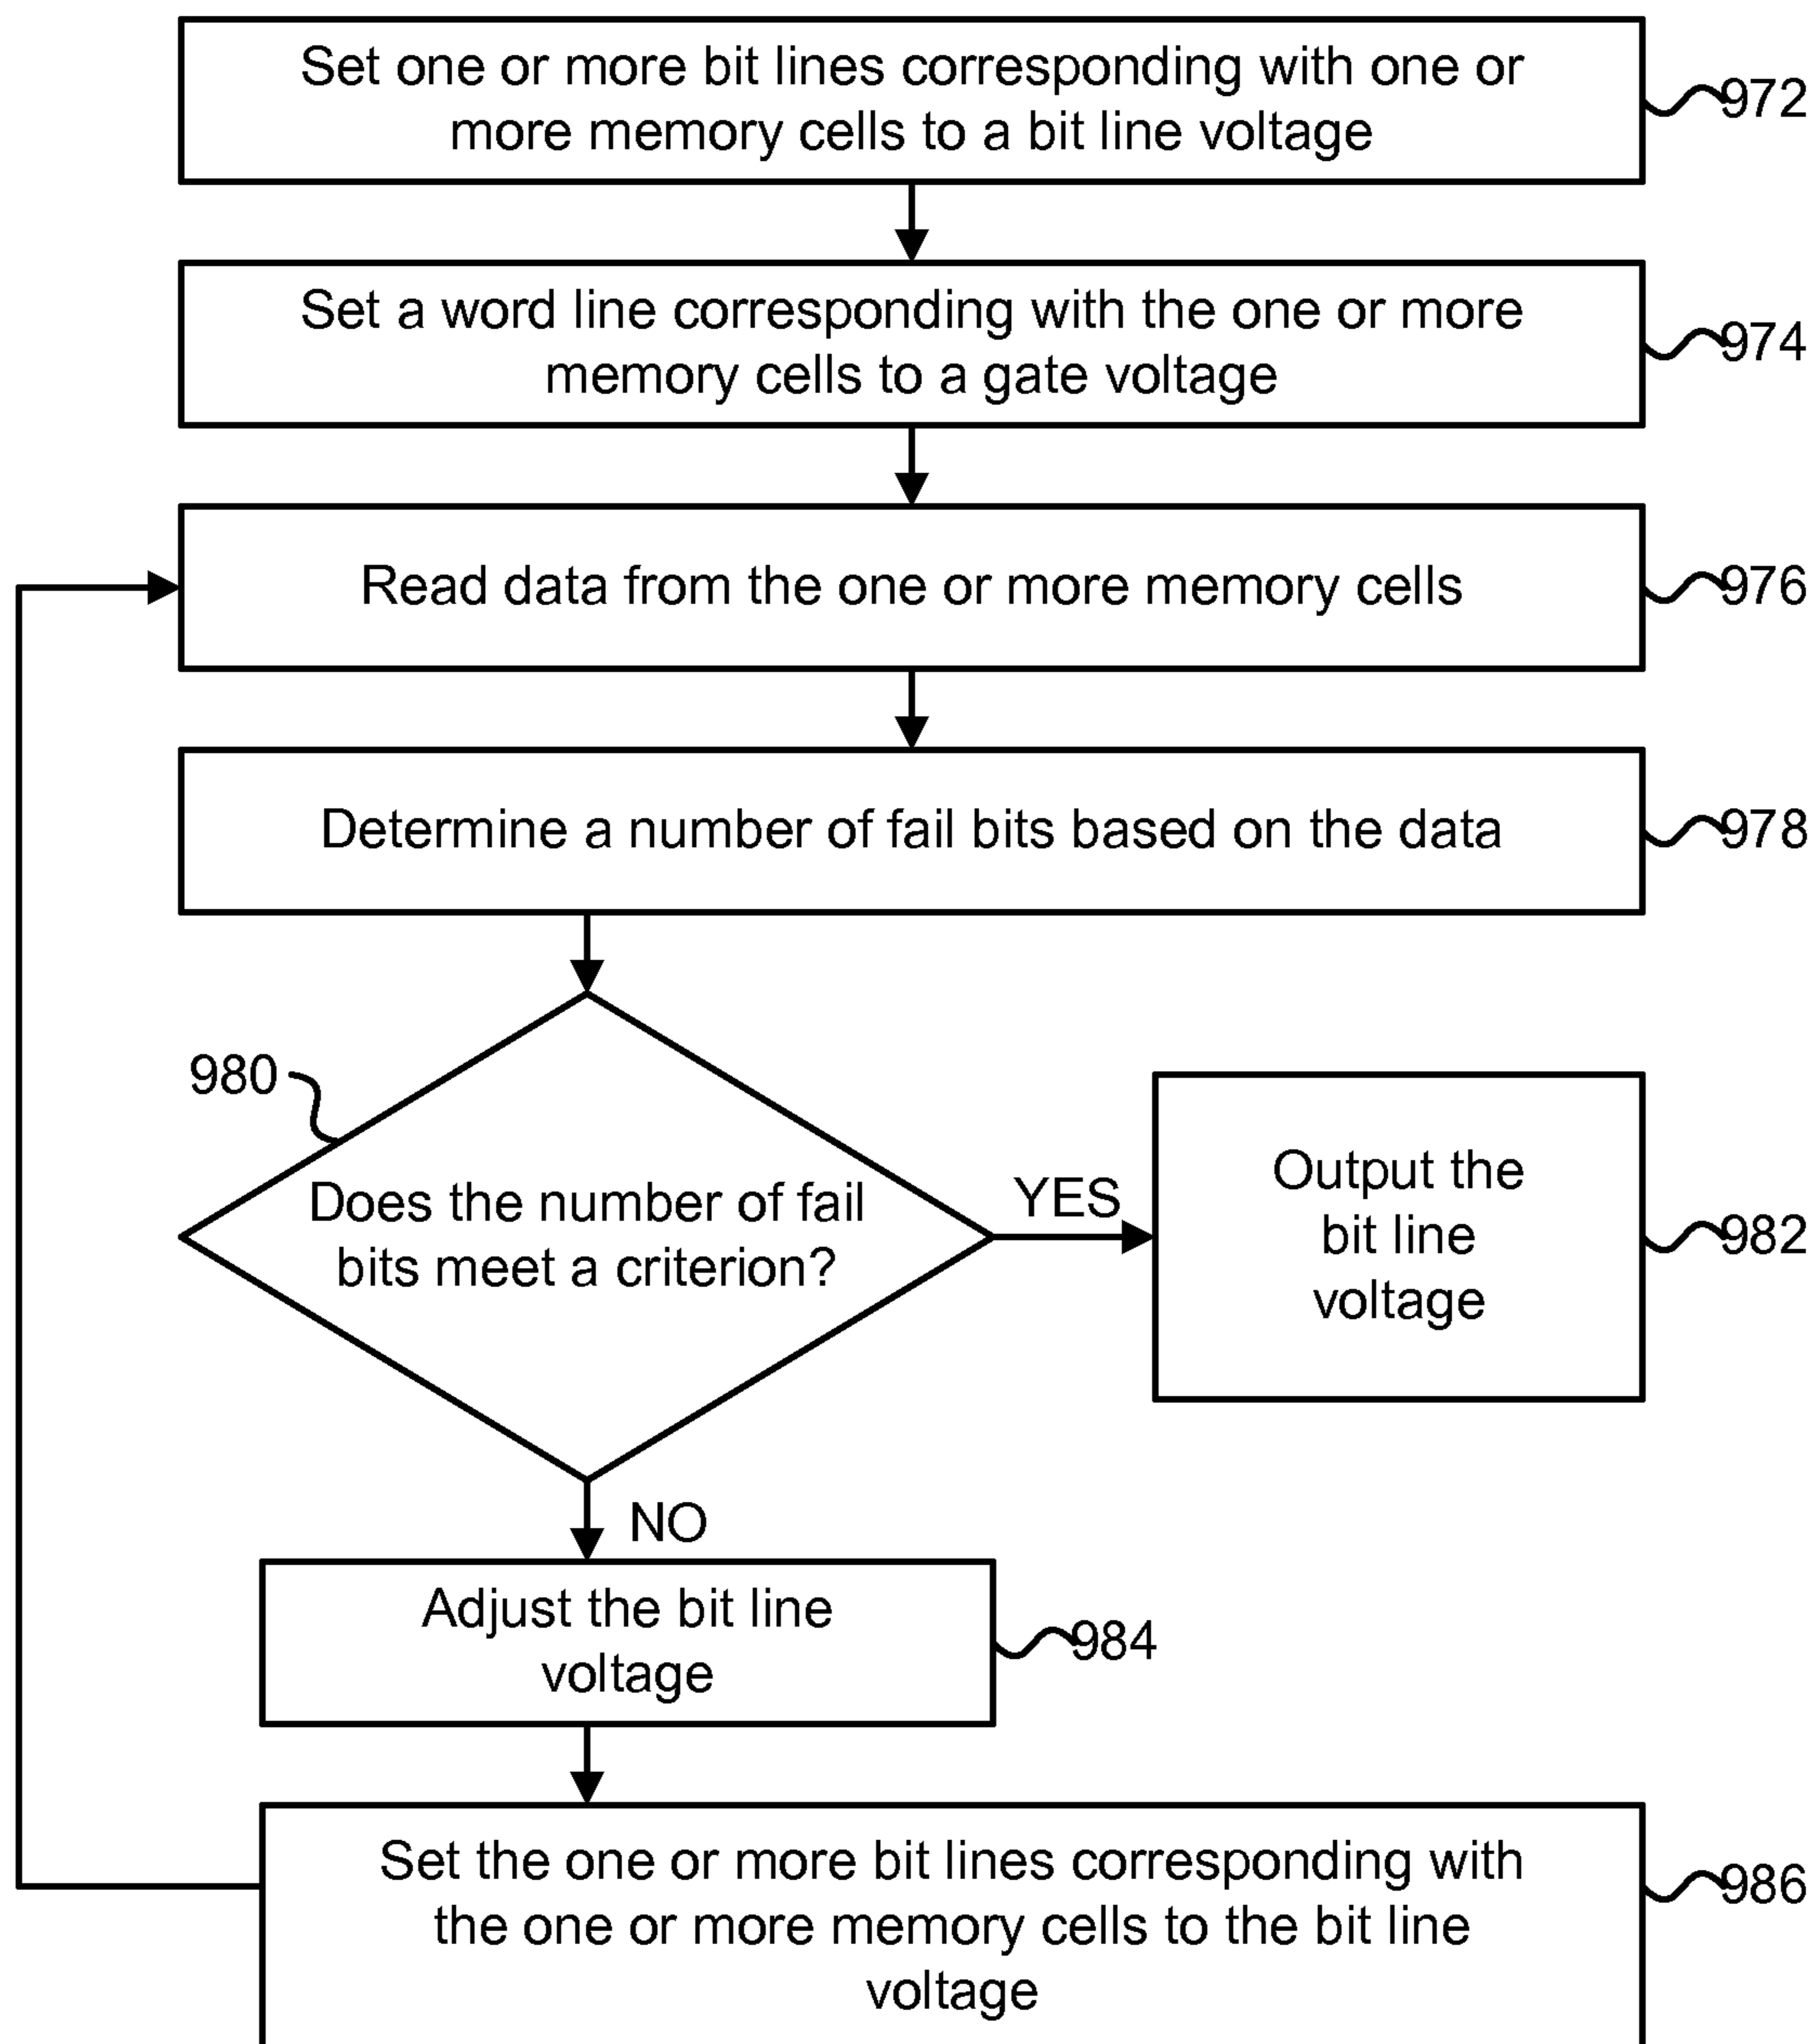 Set one or more bit lines corresponding with one or
more memory cells to a bit line voltage
972
Set a word line corresponding with the one or more
memory cells to a gate voltage
974
Read data from the one or more memory cells
976
Determine a number of fail bits based on the data
978
980
Does the number of fail
bits meet a criterion?
YES
Output the
bit line
voltage
982
NO
Adjust the bit line
voltage
984
Set the one or more bit lines corresponding with
the one or more memory cells to the bit line
voltage
986